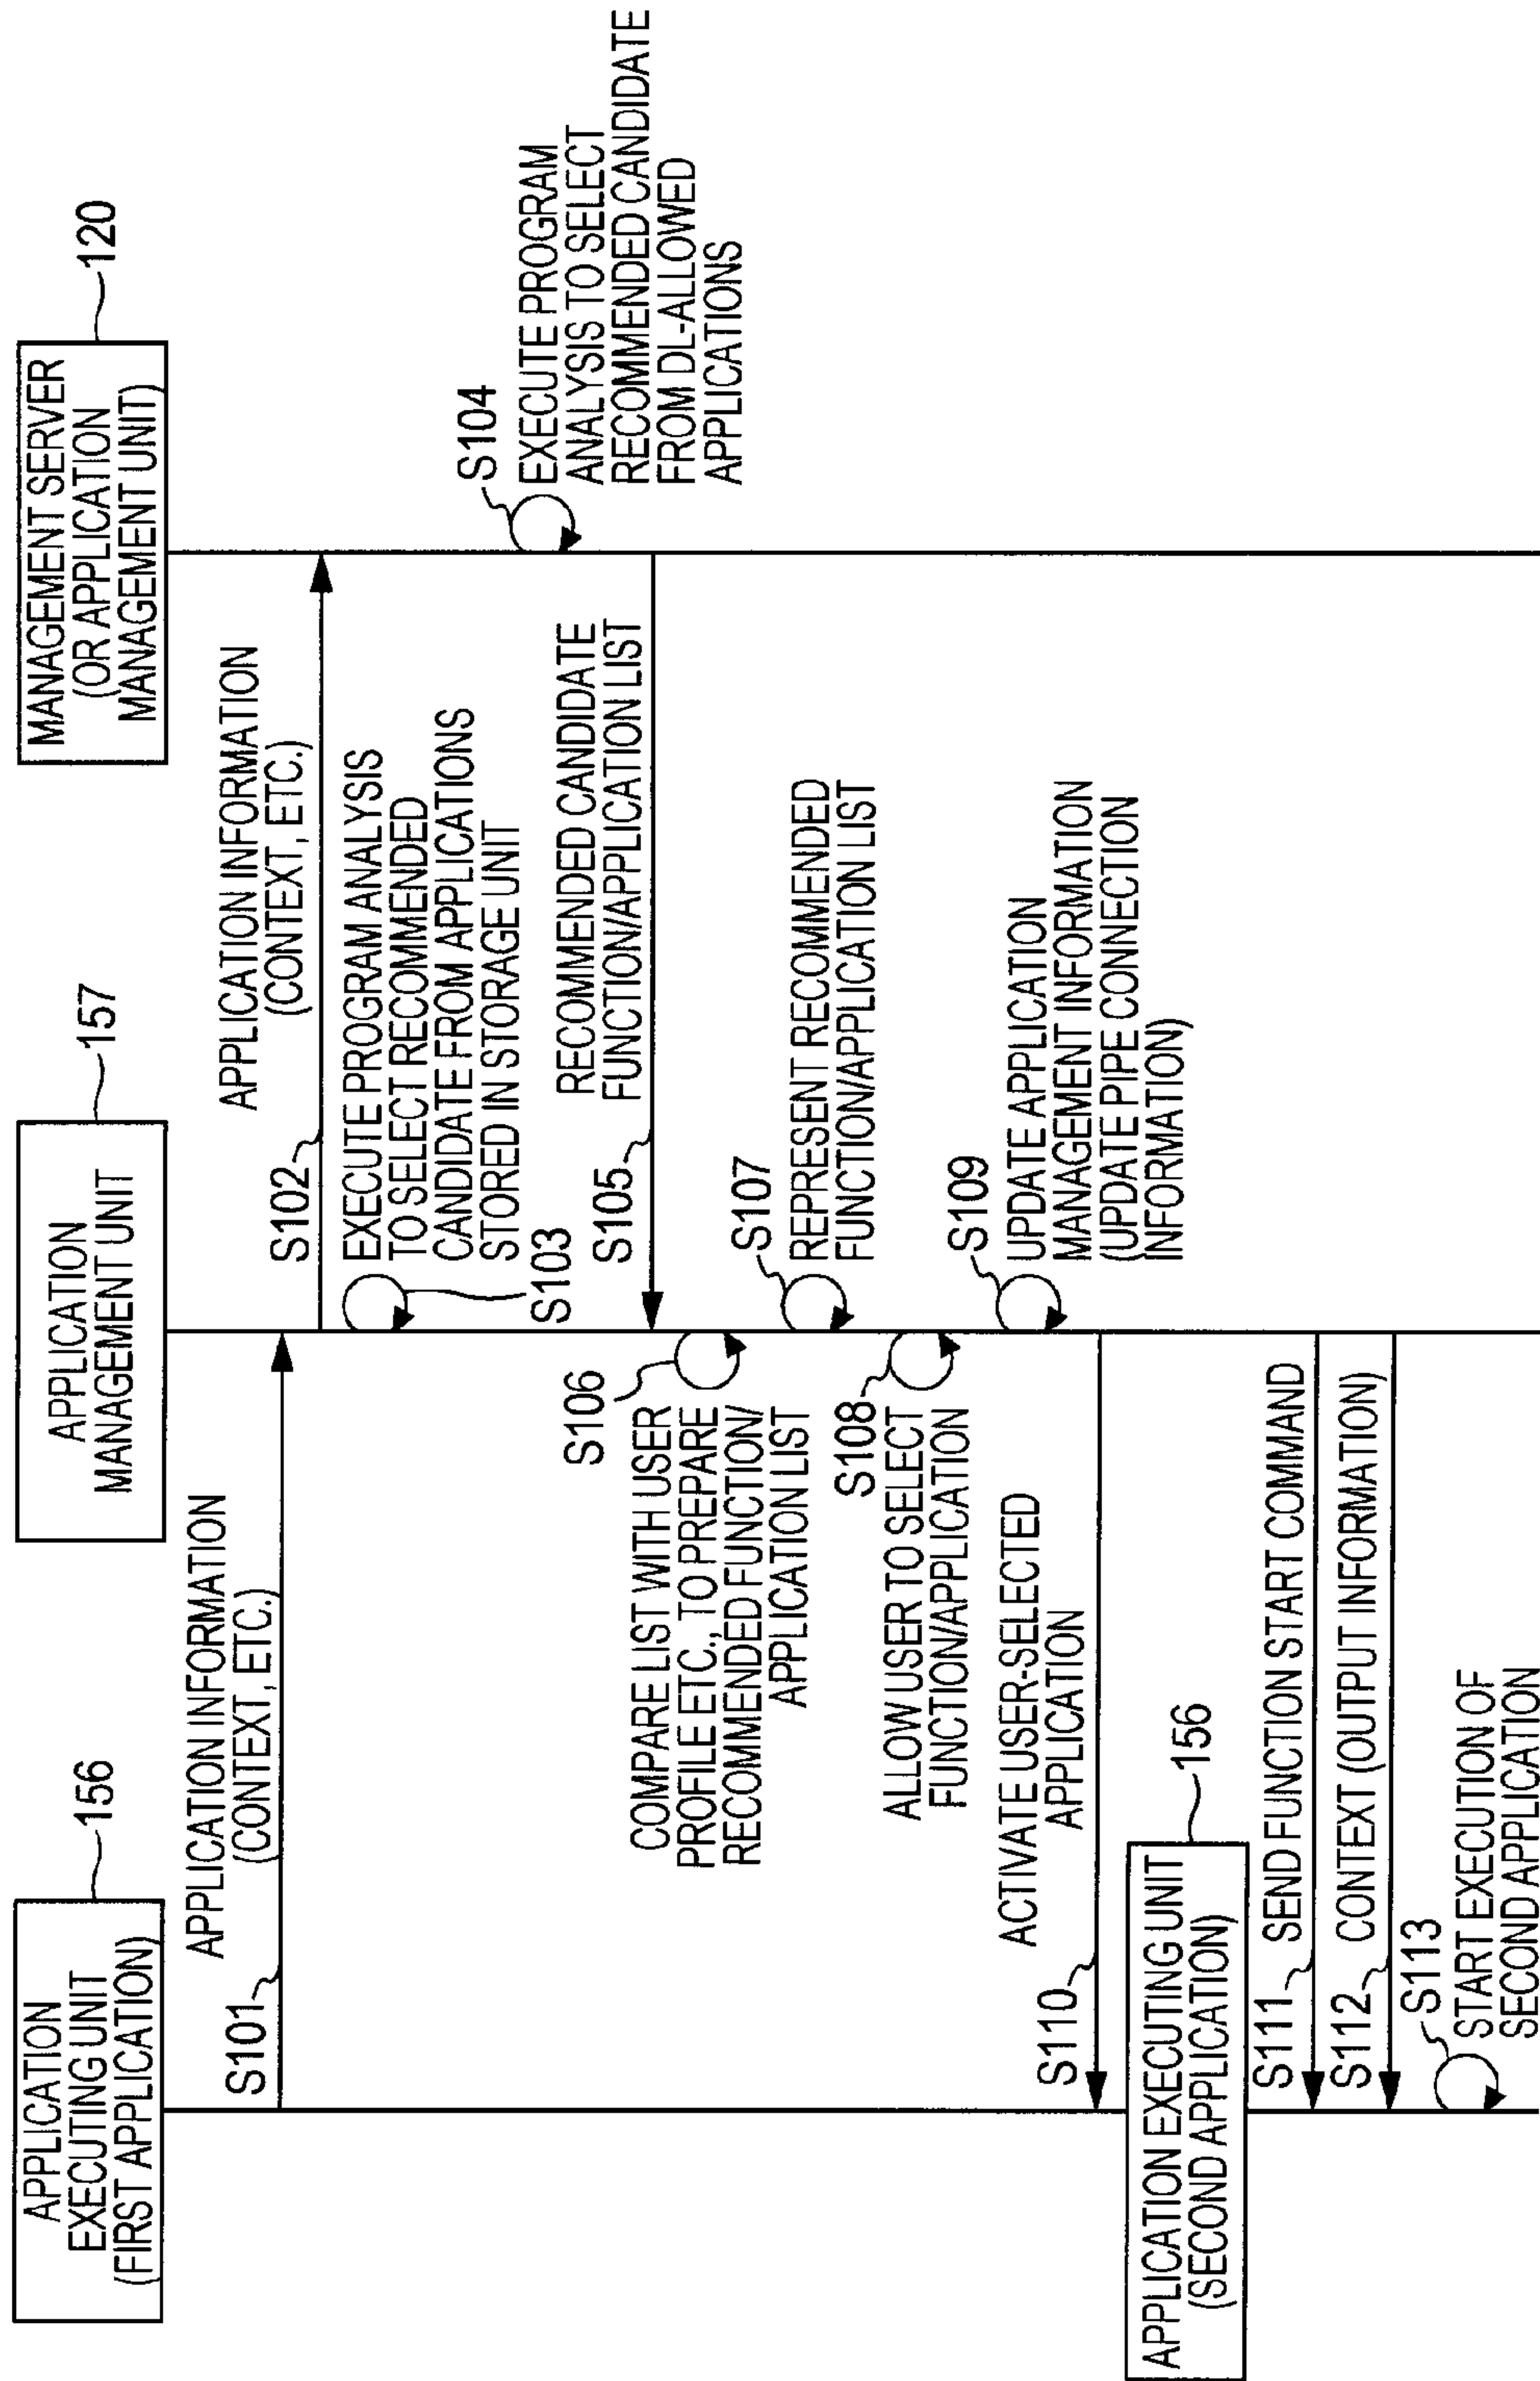 APPLICATION
EXECUTING UNIT
(FIRST APPLICATION)
156
APPLICATION
MANAGEMENT UNIT
157
MANAGEMENT SERVER
(OR APPLICATION
MANAGEMENT UNIT)
120
S101
APPLICATION INFORMATION
(CONTEXT, ETC.)
S102
APPLICATION INFORMATION
(CONTEXT, ETC.)
EXECUTE PROGRAM ANALYSIS
TO SELECT RECOMMENDED
CANDIDATE FROM APPLICATIONS
STORED IN STORAGE UNIT
S103
S104
EXECUTE PROGRAM
ANALYSIS TO SELECT
RECOMMENDED CANDIDATE
FROM DL-ALLOWED
APPLICATIONS
S105
RECOMMENDED CANDIDATE
FUNCTION/APPLICATION LIST
S106
COMPARE LIST WITH USER
PROFILE ETC., TO PREPARE
RECOMMENDED FUNCTION/
APPLICATION LIST
S107
REPRESENT RECOMMENDED
FUNCTION/APPLICATION LIST
S108
ALLOW USER TO SELECT
FUNCTION/APPLICATION
S109
UPDATE APPLICATION
MANAGEMENT INFORMATION
(UPDATE PIPE CONNECTION
INFORMATION)
S110
ACTIVATE USER-SELECTED
APPLICATION
APPLICATION EXECUTING UNIT
(SECOND APPLICATION)
156
S111
SEND FUNCTION START COMMAND
S112
CONTEXT (OUTPUT INFORMATION)
S113
START EXECUTION OF
SECOND APPLICATION